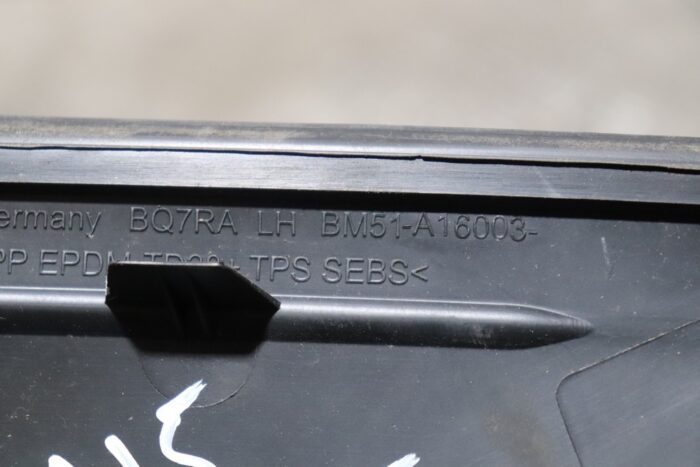 ermany BQ7RA LH BM51-A16003-
PP EPDM TPS SEBS<